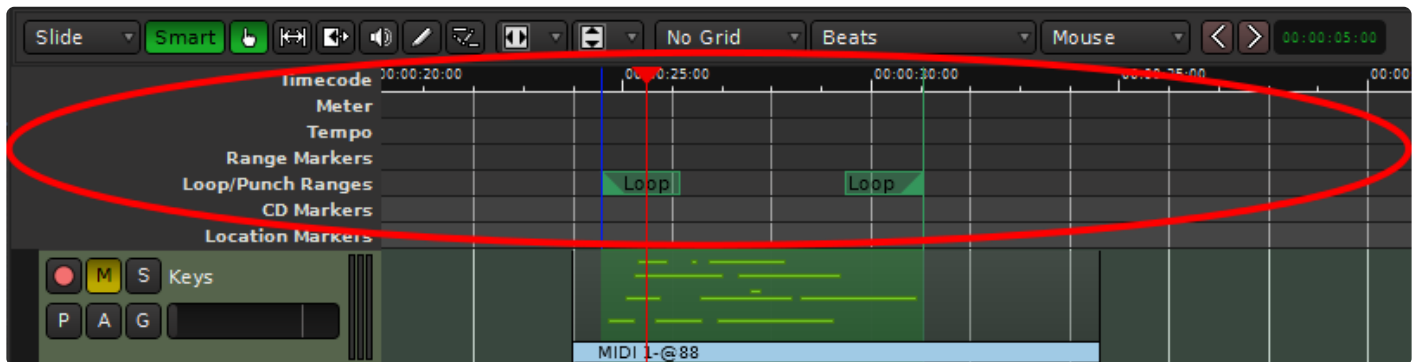 Slide Smart No Grid Beats Mouse 00:00:05:00
Timecode 00:00:20:00 00:00:25:00 00:00:30:00 00:00:35:00 00:00
Meter
Tempo
Range Markers
Loop/Punch Ranges Loop Loop
CD Markers
Location Markers
M S Keys
P A G
MIDI 1-@88